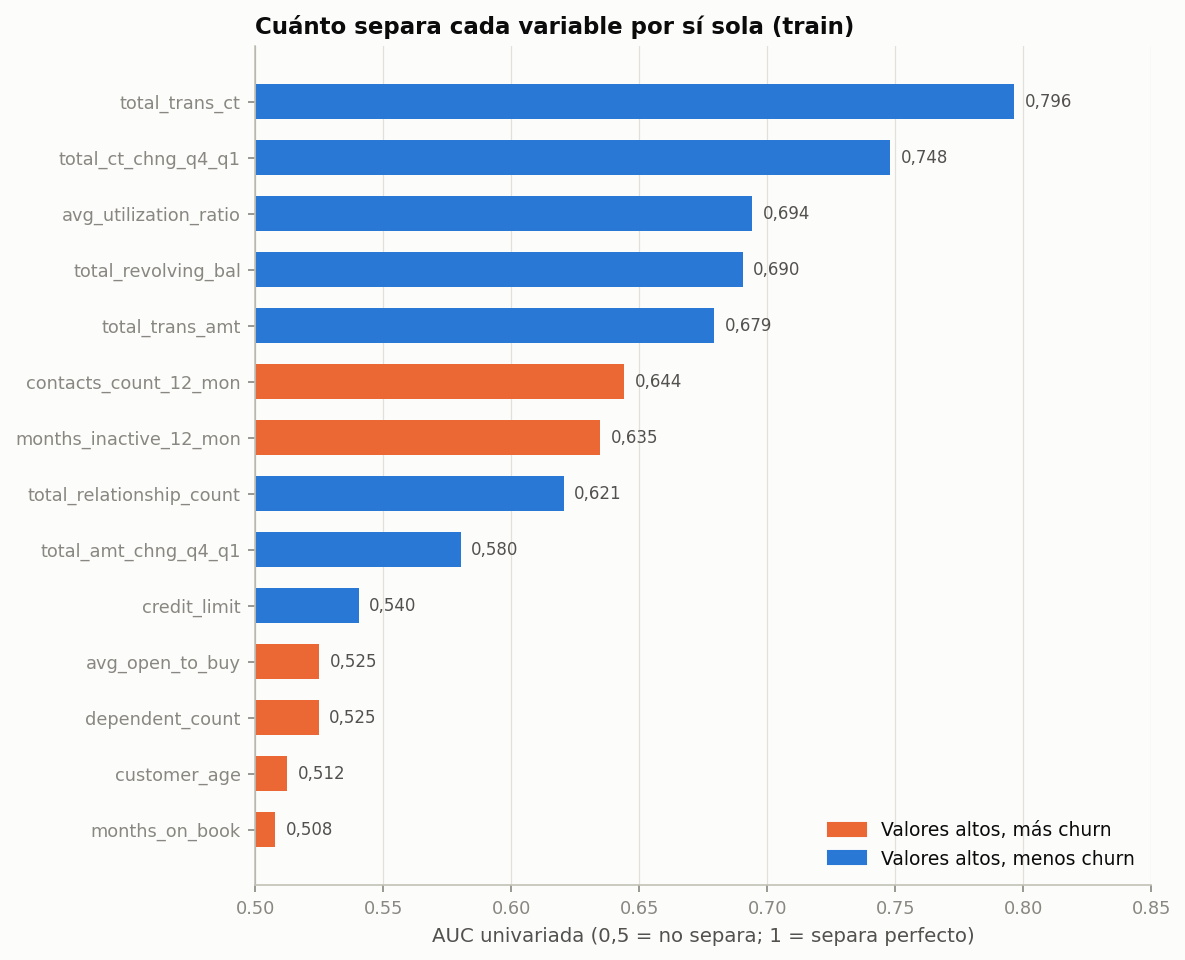 Cuánto separa cada variable por sí sola (train)
total_trans_ct 0,796
total_ct_chng_q4_q1 0,748
avg_utilization_ratio 0,694
total_revolving_bal 0,690
total_trans_amt 0,679
contacts_count_12_mon 0,644
months_inactive_12_mon 0,635
total_relationship_count 0,621
total_amt_chng_q4_q1 0,580
credit_limit 0,540
avg_open_to_buy 0,525
dependent_count 0,525
customer_age 0,512
months_on_book 0,508
Valores altos, más churn
Valores altos, menos churn
0.50 0.55 0.60 0.65 0.70 0.75 0.80 0.85
AUC univariada (0,5 = no separa; 1 = separa perfecto)